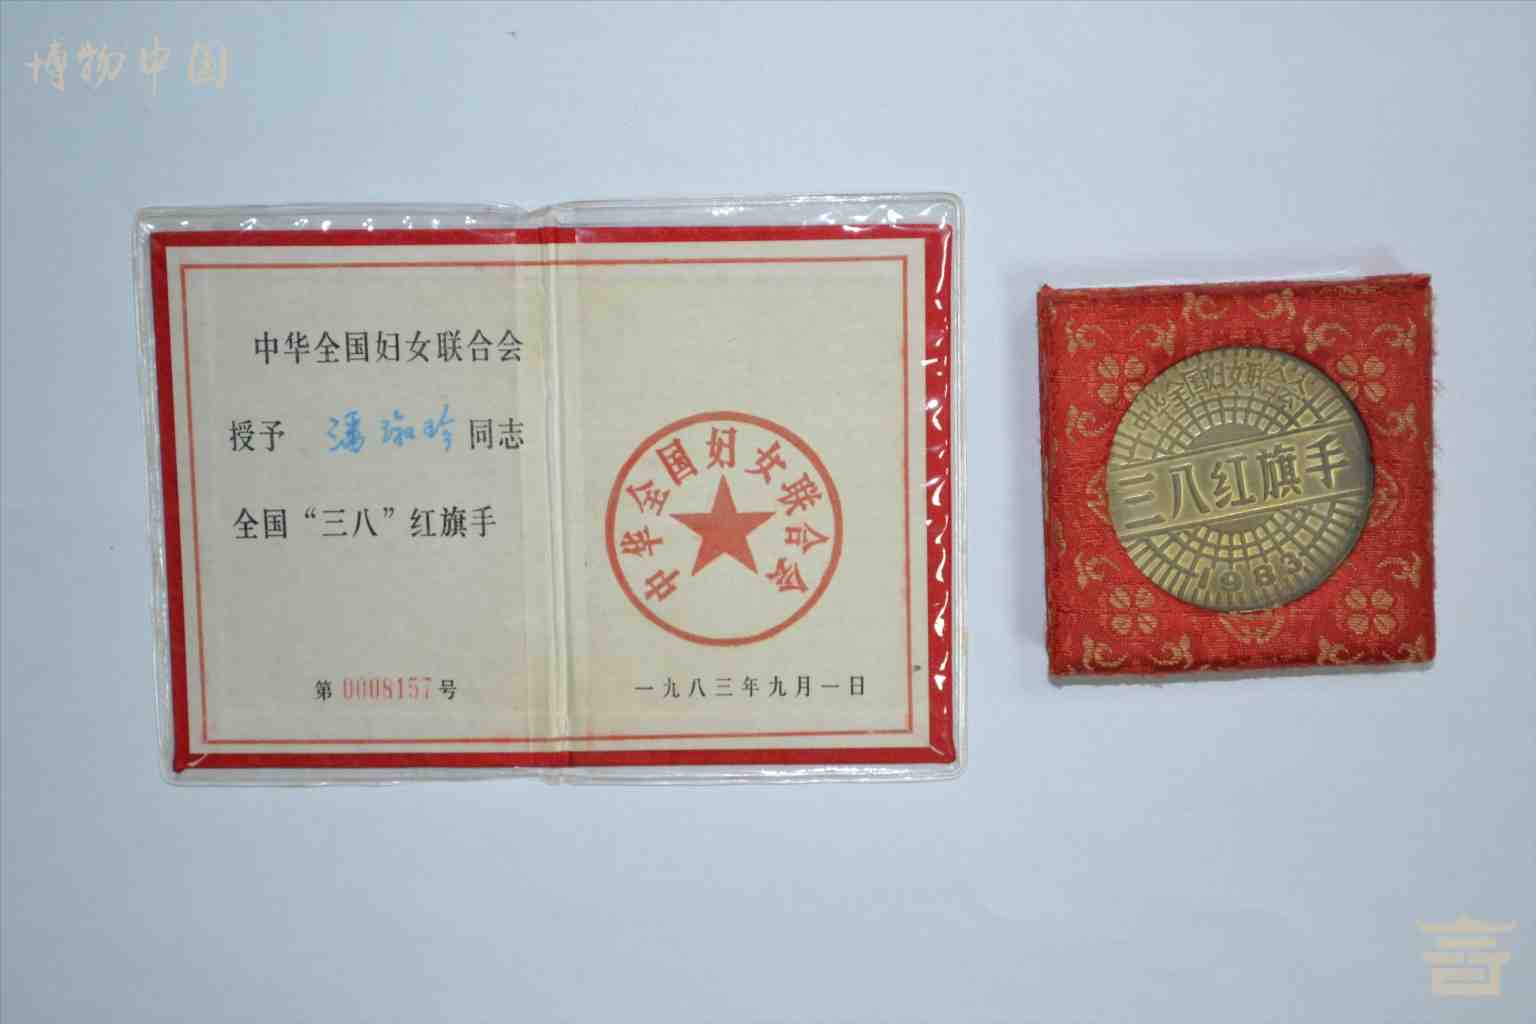 博物中国
中华全国妇女联合会
授予 潘 珍 同志
全国“三八”红旗手
第 0008157 号
中华全国妇女联合会
一九八三年九月一日
中华全国妇女联合会
三八红旗手
1983